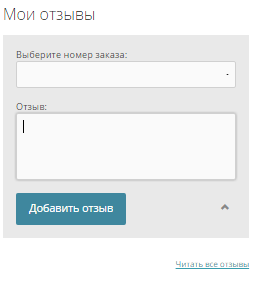 Мои отзывы
Выберите номер заказа:
Отзыв:
Добавить отзыв
Читать все отзывы